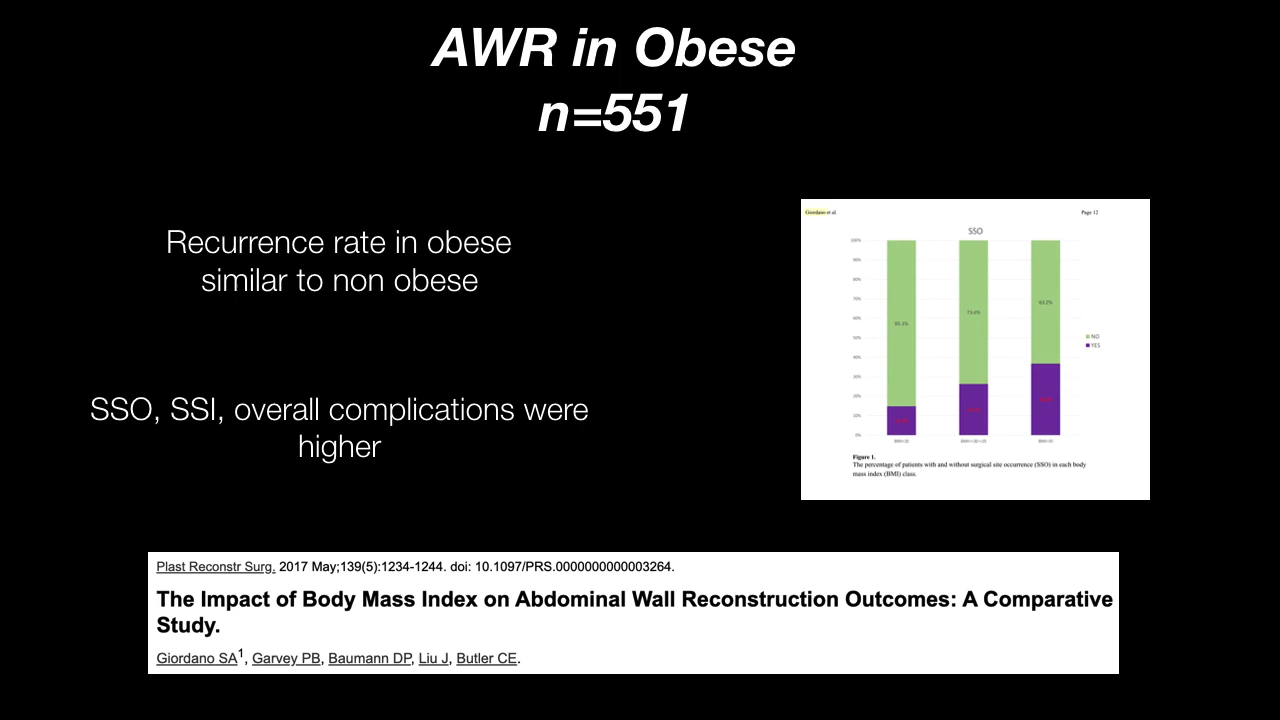 AWR in Obese
n=551
Recurrence rate in obese
similar to non obese
SSO, SSI, overall complications were
higher
Giordano et al.
Page 12
SSO
100%
90%
80%
70%
60%
50%
40%
30%
20%
10%
0%
73.6%
63.2%
NO
YES
Figure 1.
The percentage of patients with and without surgical site occurrence (SSO) in each body
mass index (BMI) class.
Plast Reconstr Surg. 2017 May;139(5):1234-1244. doi: 10.1097/PRS.0000000000003264.
The Impact of Body Mass Index on Abdominal Wall Reconstruction Outcomes: A Comparative
Study.
Giordano SA1, Garvey PB, Baumann DP, Liu J, Butler CE.